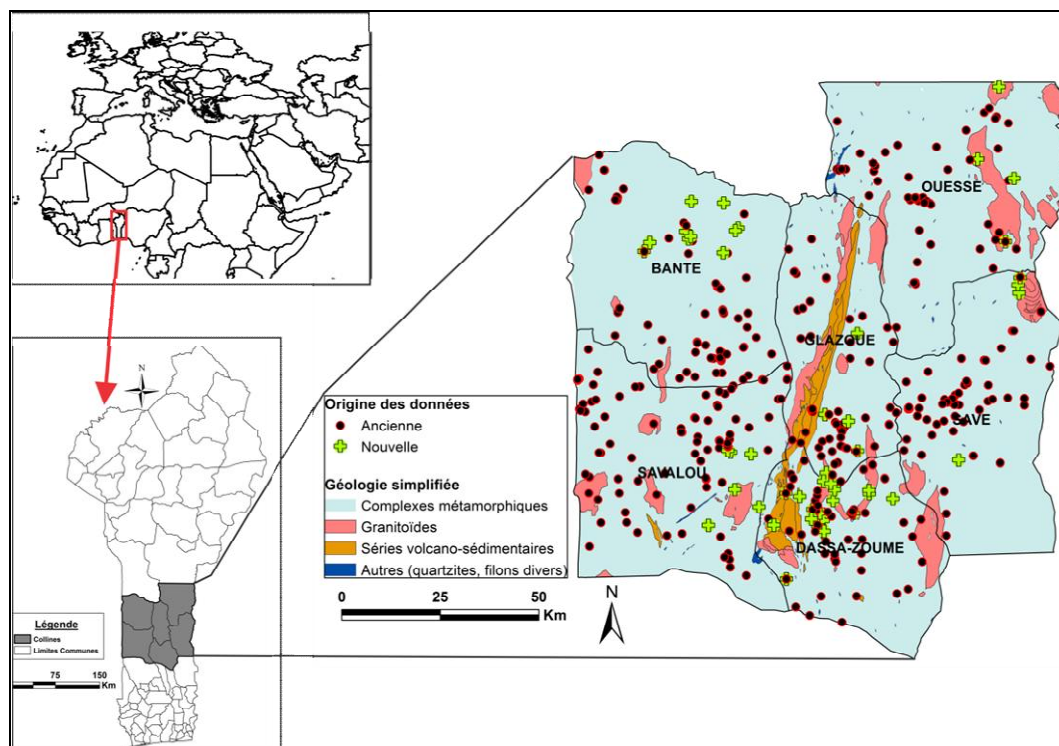 N
Légende
Collines
Limites Communes
75 150
Km
Origine des données
Ancienne
Nouvelle
Géologie simplifiée
Complexes métamorphiques
Granitoïdes
Séries volcano-sédimentaires
Autres (quartzites, filons divers)
0 25 50
Km
N
OUESSE
BANTE
GLAZOUE
SAVE
SAVALOU
DASSA-ZOUME